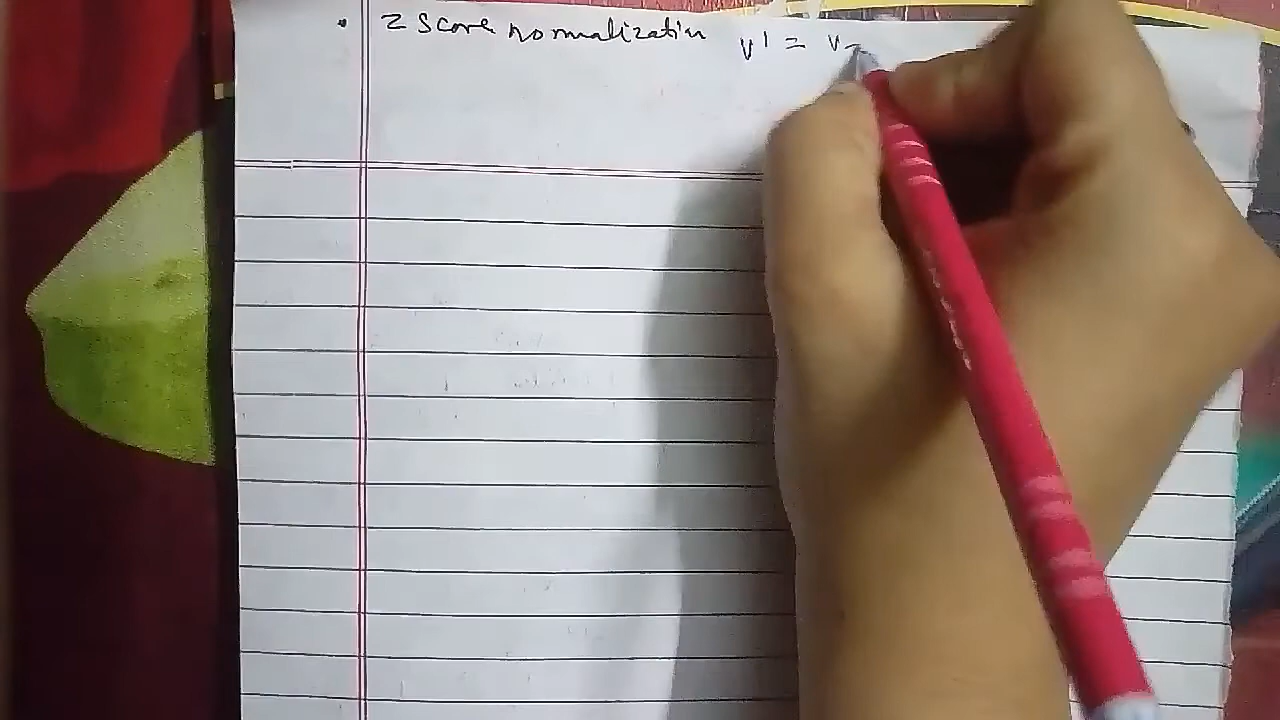 • Z Score normalization v' = v-